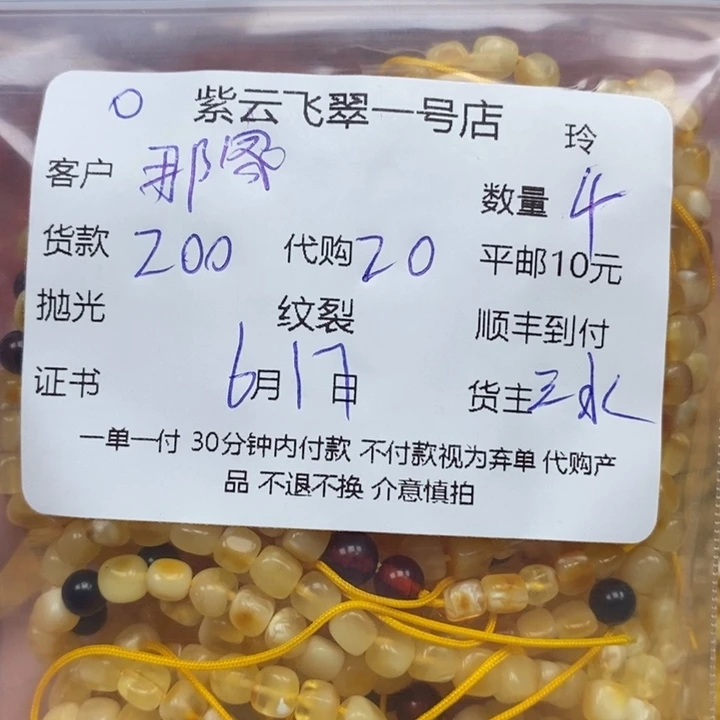 O 紫云飞翠一号店 玲
客户 那图 数量 4
货款 200 代购 20 平邮10元
抛光 纹裂 顺丰到付
证书 6月17日 货主 三水
一单一付 30分钟内付款 不付款视为弃单 代购产
品 不退不换 介意慎拍